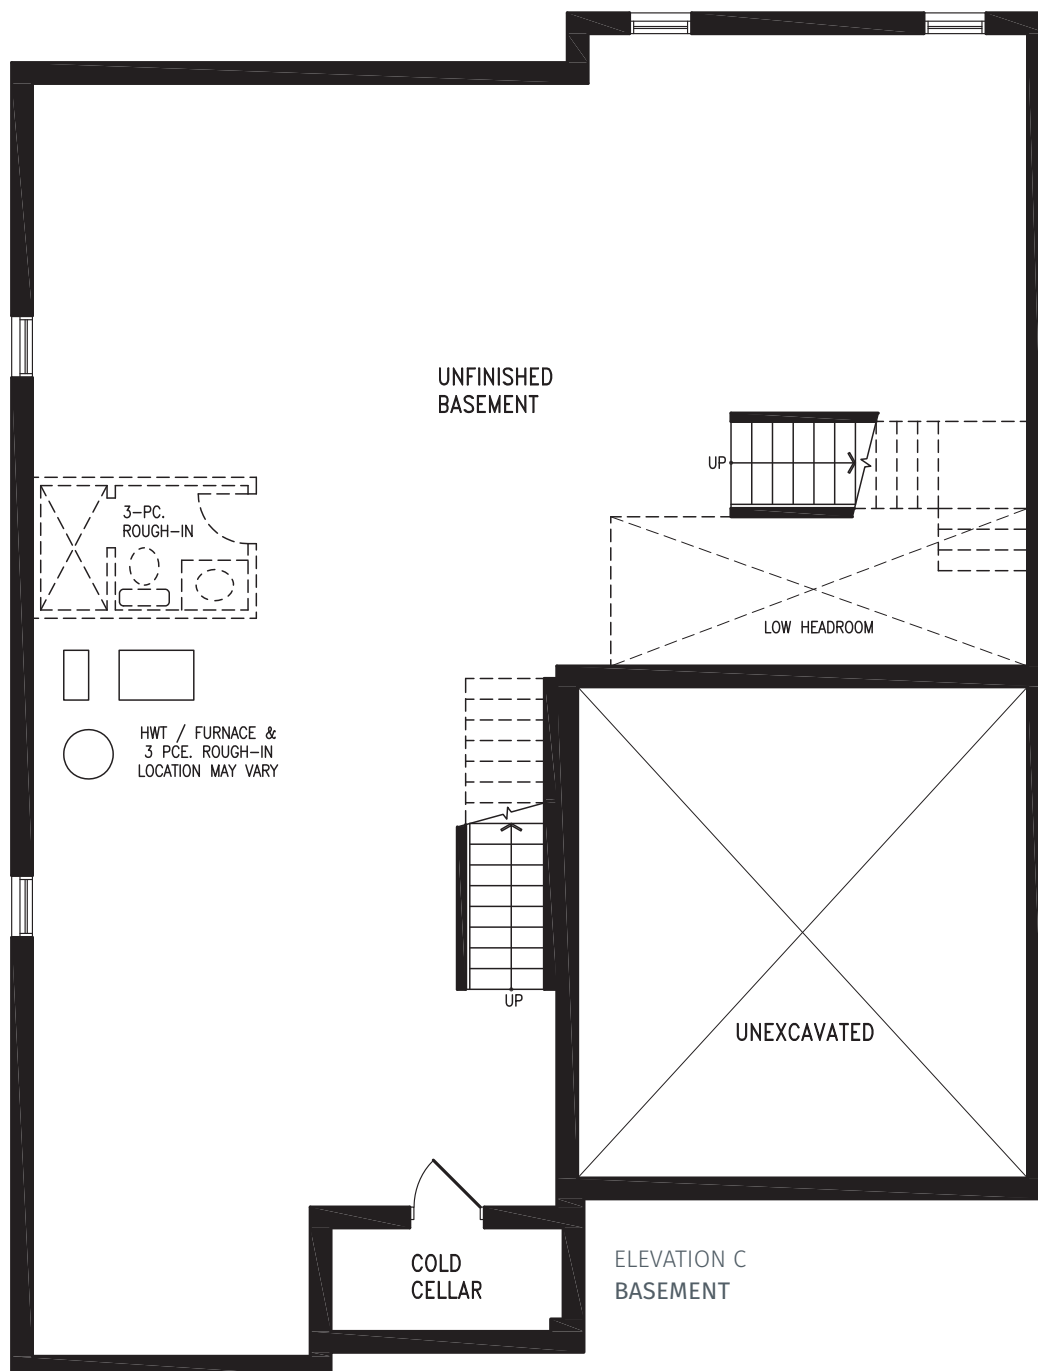 UNFINISHED
BASEMENT
UP
3-PC.
ROUGH-IN
LOW HEADROOM
HWT / FURNACE &
3 PCE. ROUGH-IN
LOCATION MAY VARY
UP
UNEXCAVATED
COLD
CELLAR
ELEVATION C
BASEMENT